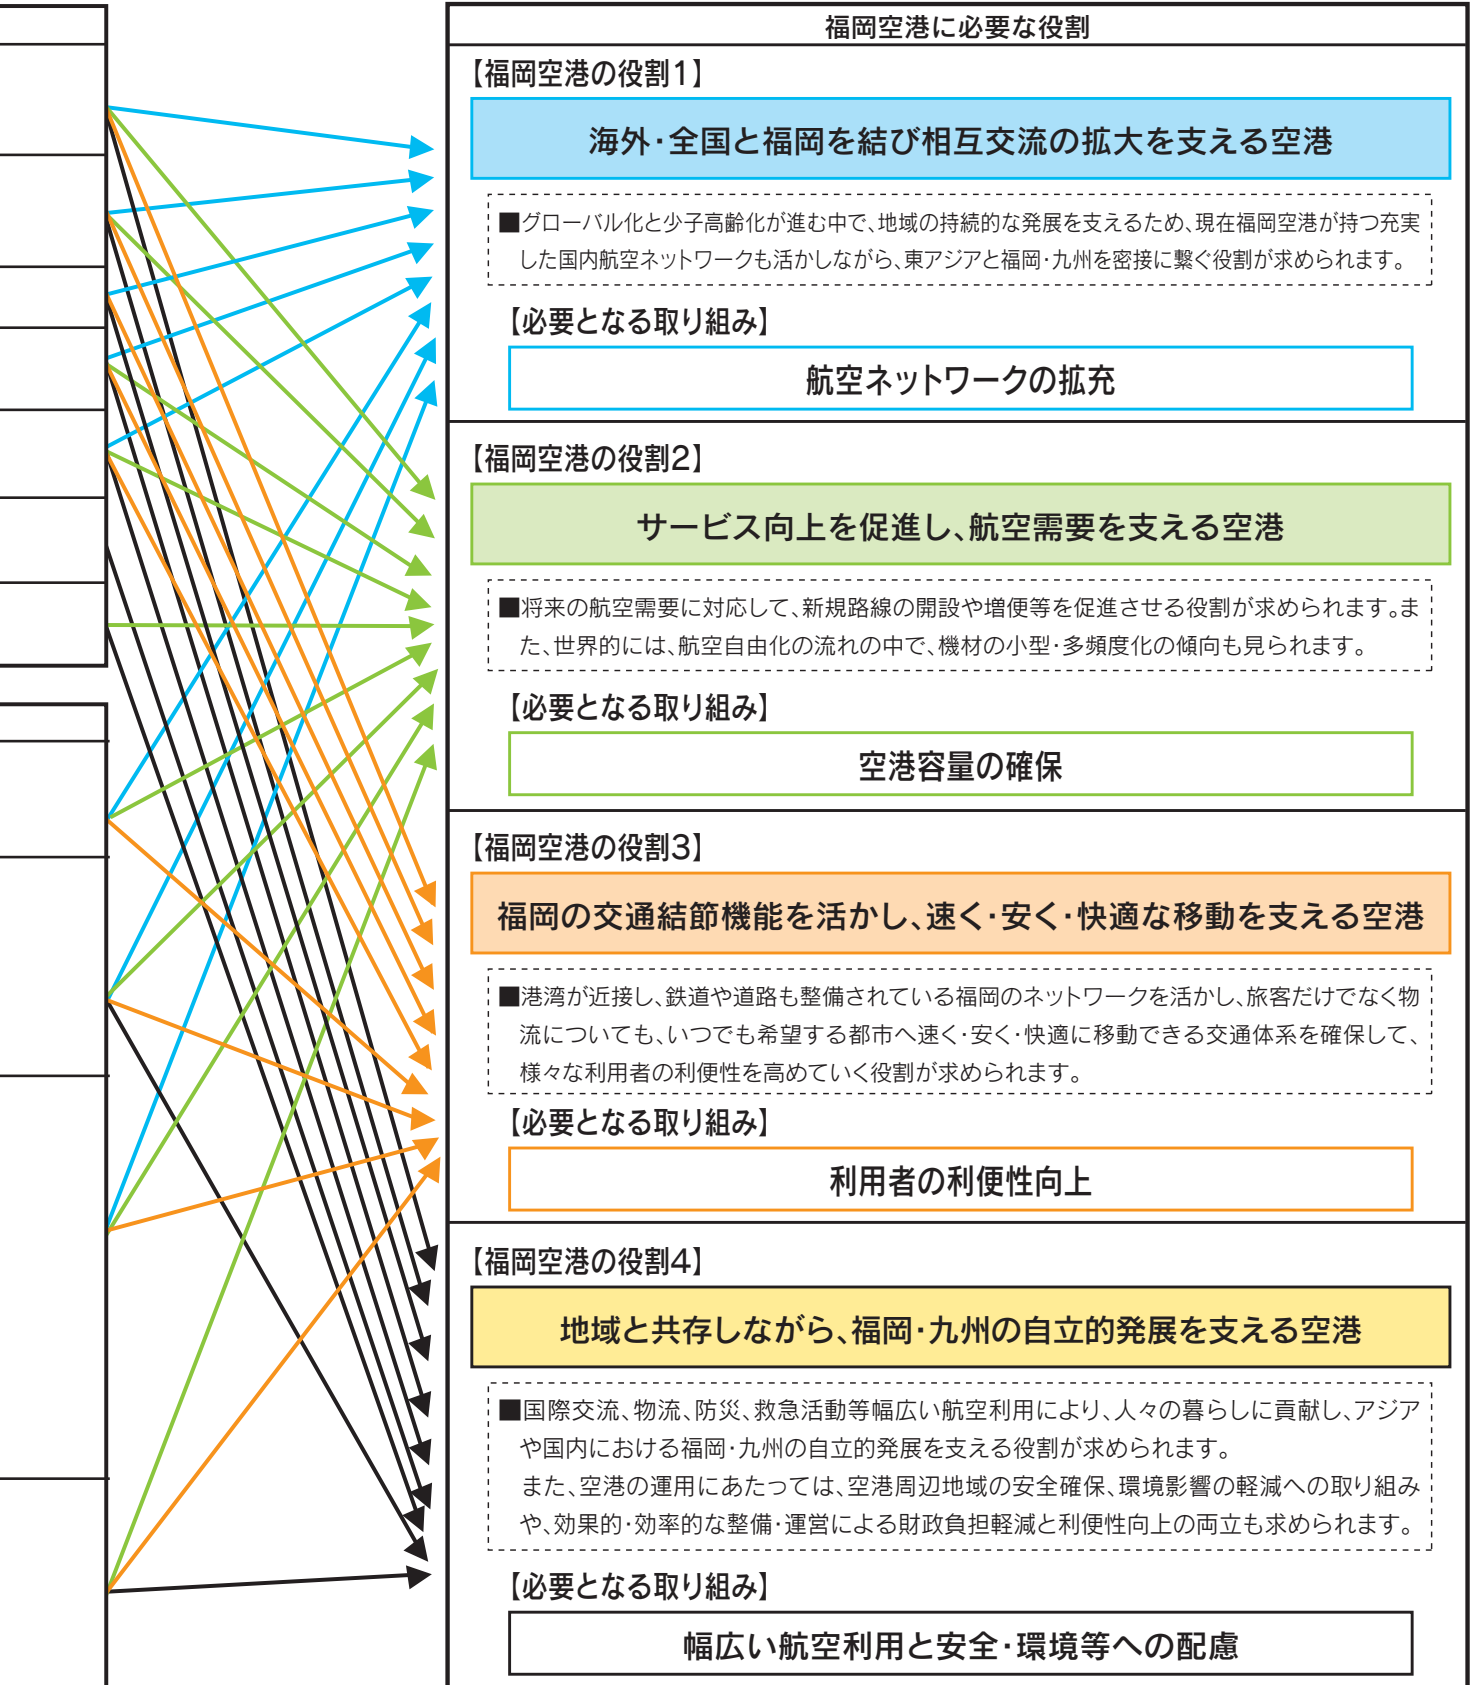 福岡空港に必要な役割
【福岡空港の役割1】
海外・全国と福岡を結び相互交流の拡大を支える空港
■グローバル化と少子高齢化が進む中で、地域の持続的な発展を支えるため、現在福岡空港が持つ充実
した国内航空ネットワークも活かしながら、東アジアと福岡・九州を密接に繋ぐ役割が求められます。
【必要となる取り組み】
航空ネットワークの拡充
【福岡空港の役割2】
サービス向上を促進し、航空需要を支える空港
■将来の航空需要に対応して、新規路線の開設や増便等を促進させる役割が求められます。ま
た、世界的には、航空自由化の流れの中で、機材の小型・多頻度化の傾向も見られます。
【必要となる取り組み】
空港容量の確保
【福岡空港の役割3】
福岡の交通結節機能を活かし、速く・安く・快適な移動を支える空港
■港湾が近接し、鉄道や道路も整備されている福岡のネットワークを活かし、旅客だけでなく物
流についても、いつでも希望する都市へ速く・安く・快適に移動できる交通体系を確保して、
様々な利用者の利便性を高めていく役割が求められます。
【必要となる取り組み】
利用者の利便性向上
【福岡空港の役割4】
地域と共存しながら、福岡・九州の自立的発展を支える空港
■国際交流、物流、防災、救急活動等幅広い航空利用により、人々の暮らしに貢献し、アジア
や国内における福岡・九州の自立的発展を支える役割が求められます。
また、空港の運用にあたっては、空港周辺地域の安全確保、環境影響の軽減への取り組み
や、効果的・効率的な整備・運営による財政負担軽減と利便性向上の両立も求められます。
【必要となる取り組み】
幅広い航空利用と安全・環境等への配慮